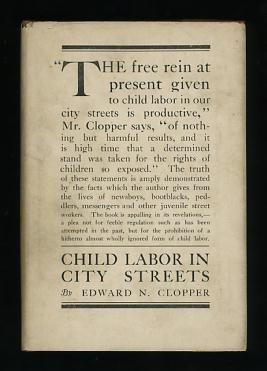 "THE free rein at
present given
to child labor in our
city streets is productive,"
Mr. Clopper says, "of noth-
ing but harmful results, and it
is high time that a determined
stand was taken for the rights of
children so exposed." The truth
of these statements is amply demonstrated
by the facts which the author gives from
the lives of newsboys, bootblacks, ped-
dlers, messengers and other juvenile street
workers. The book is appalling in its revelations,—
a plea not for feeble regulation such as has been
attempted in the past, but for the prohibition of a
hitherto almost wholly ignored form of child labor.
CHILD LABOR IN
CITY STREETS
By EDWARD N. CLOPPER